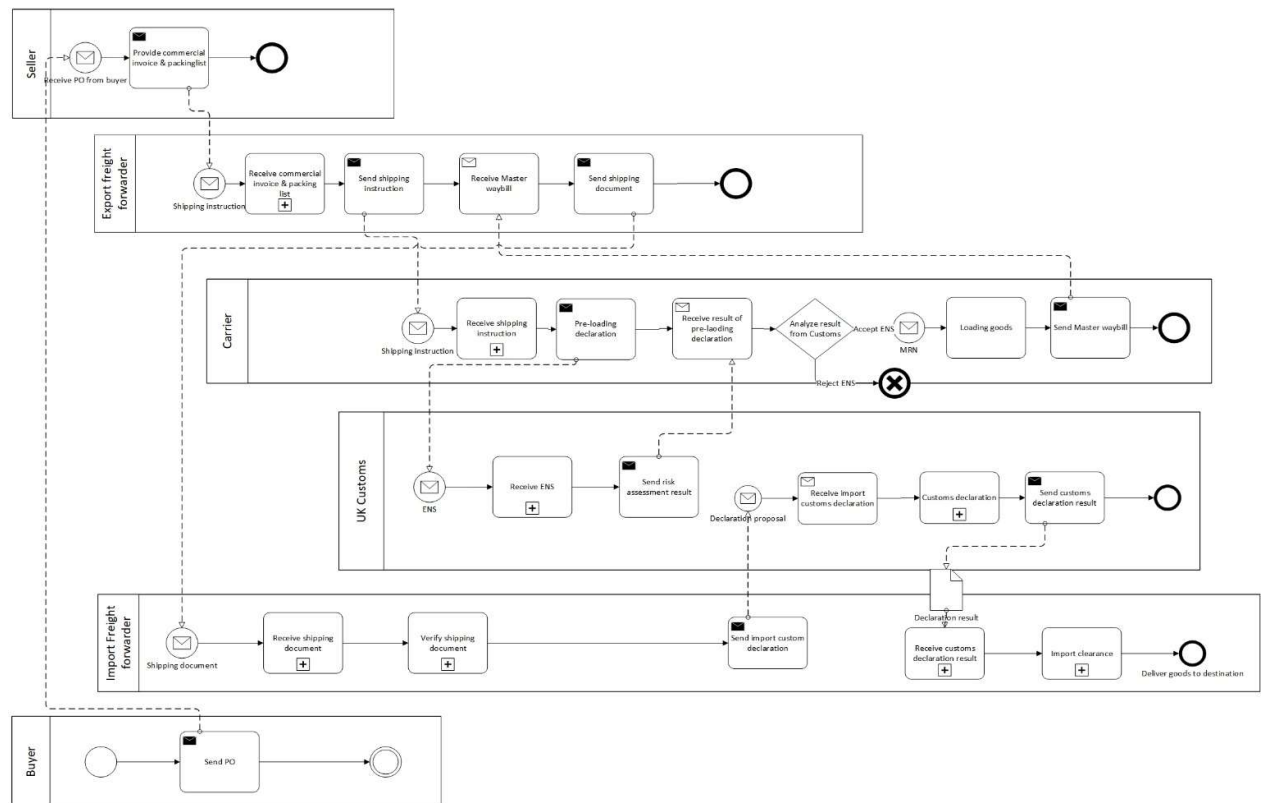 Seller
Receive PO from buyer
Provide commercial
invoice & packinglist
Export freight
forwarder
Shipping instruction
Receive commercial
invoice & packing
list
Send shipping
instruction
Receive Master
waybill
Send shipping
document
Carrier
Shipping instruction
Receive shipping
instruction
Pre-loading
declaration
Receive result of
pre-laoding
declaration
Analyze result
from Customs
Accept ENS
Reject ENS
MRN
Loading goods
Send Master waybill
UK Customs
ENS
Receive ENS
Send risk
assessment result
Declaration proposal
Receive import
customs declaration
Customs declaration
Send customs
declaration result
Import Freight
forwarder
Shipping document
Receive shipping
document
Verify shipping
document
Send import custom
declaration
Declaration result
Receive customs
declaration result
Import clearance
Deliver goods to destination
Buyer
Send PO